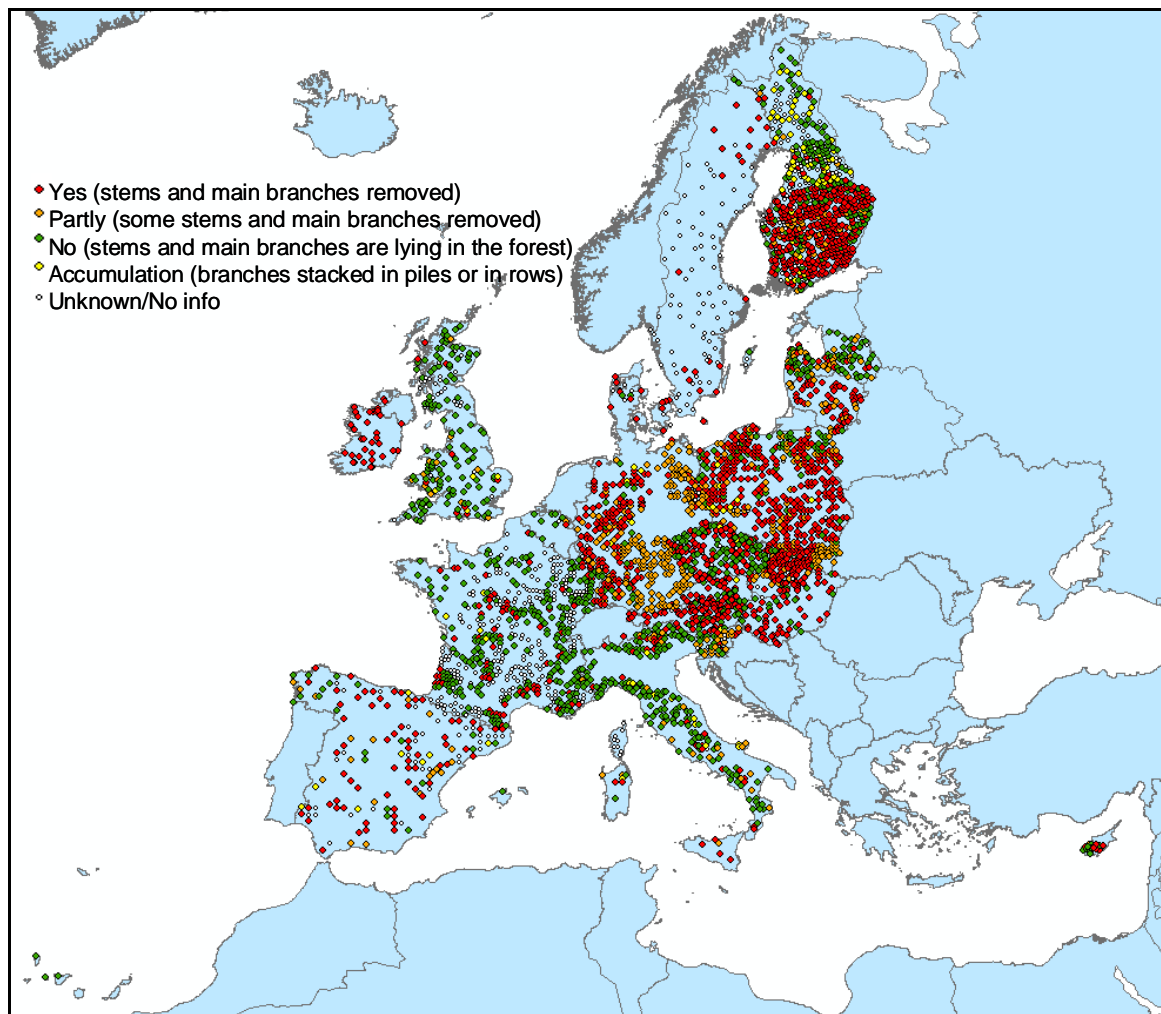 Yes (stems and main branches removed)
Partly (some stems and main branches removed)
No (stems and main branches are lying in the forest)
Accumulation (branches stacked in piles or in rows)
Unknown/No info